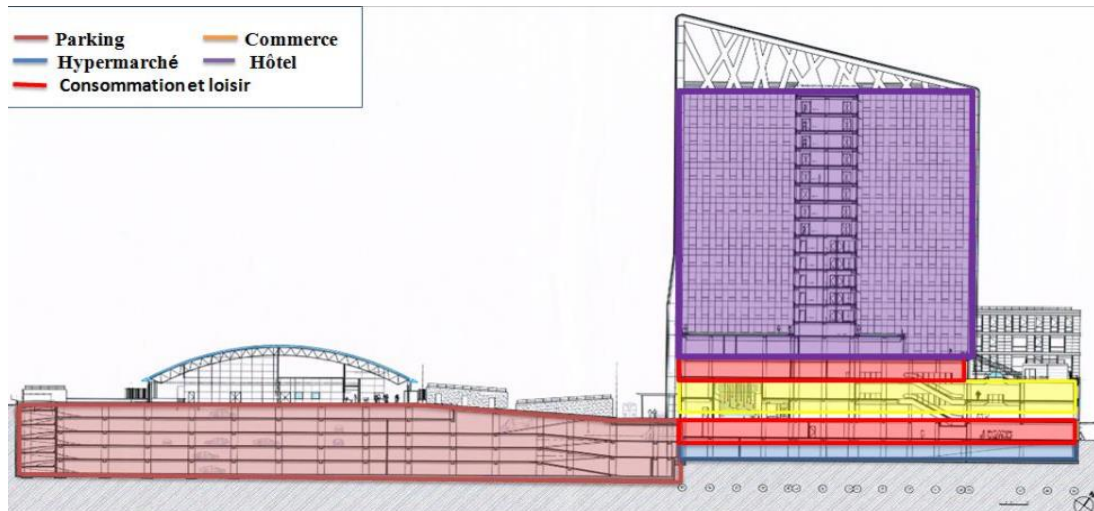 Parking
Commerce
Hypermarché
Hôtel
Consommation et loisir